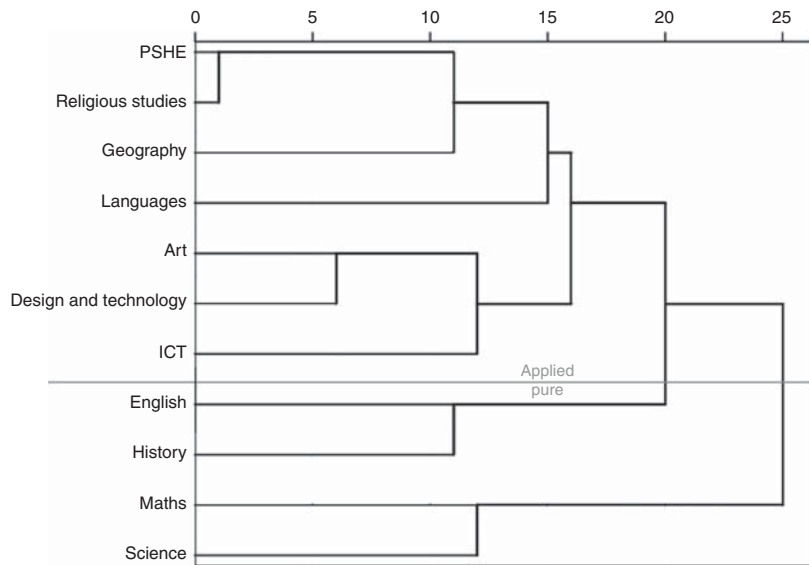 0 5 10 15 20 25
PSHE
Religious studies
Geography
Languages
Art
Design and technology
ICT
Applied
pure
English
History
Maths
Science